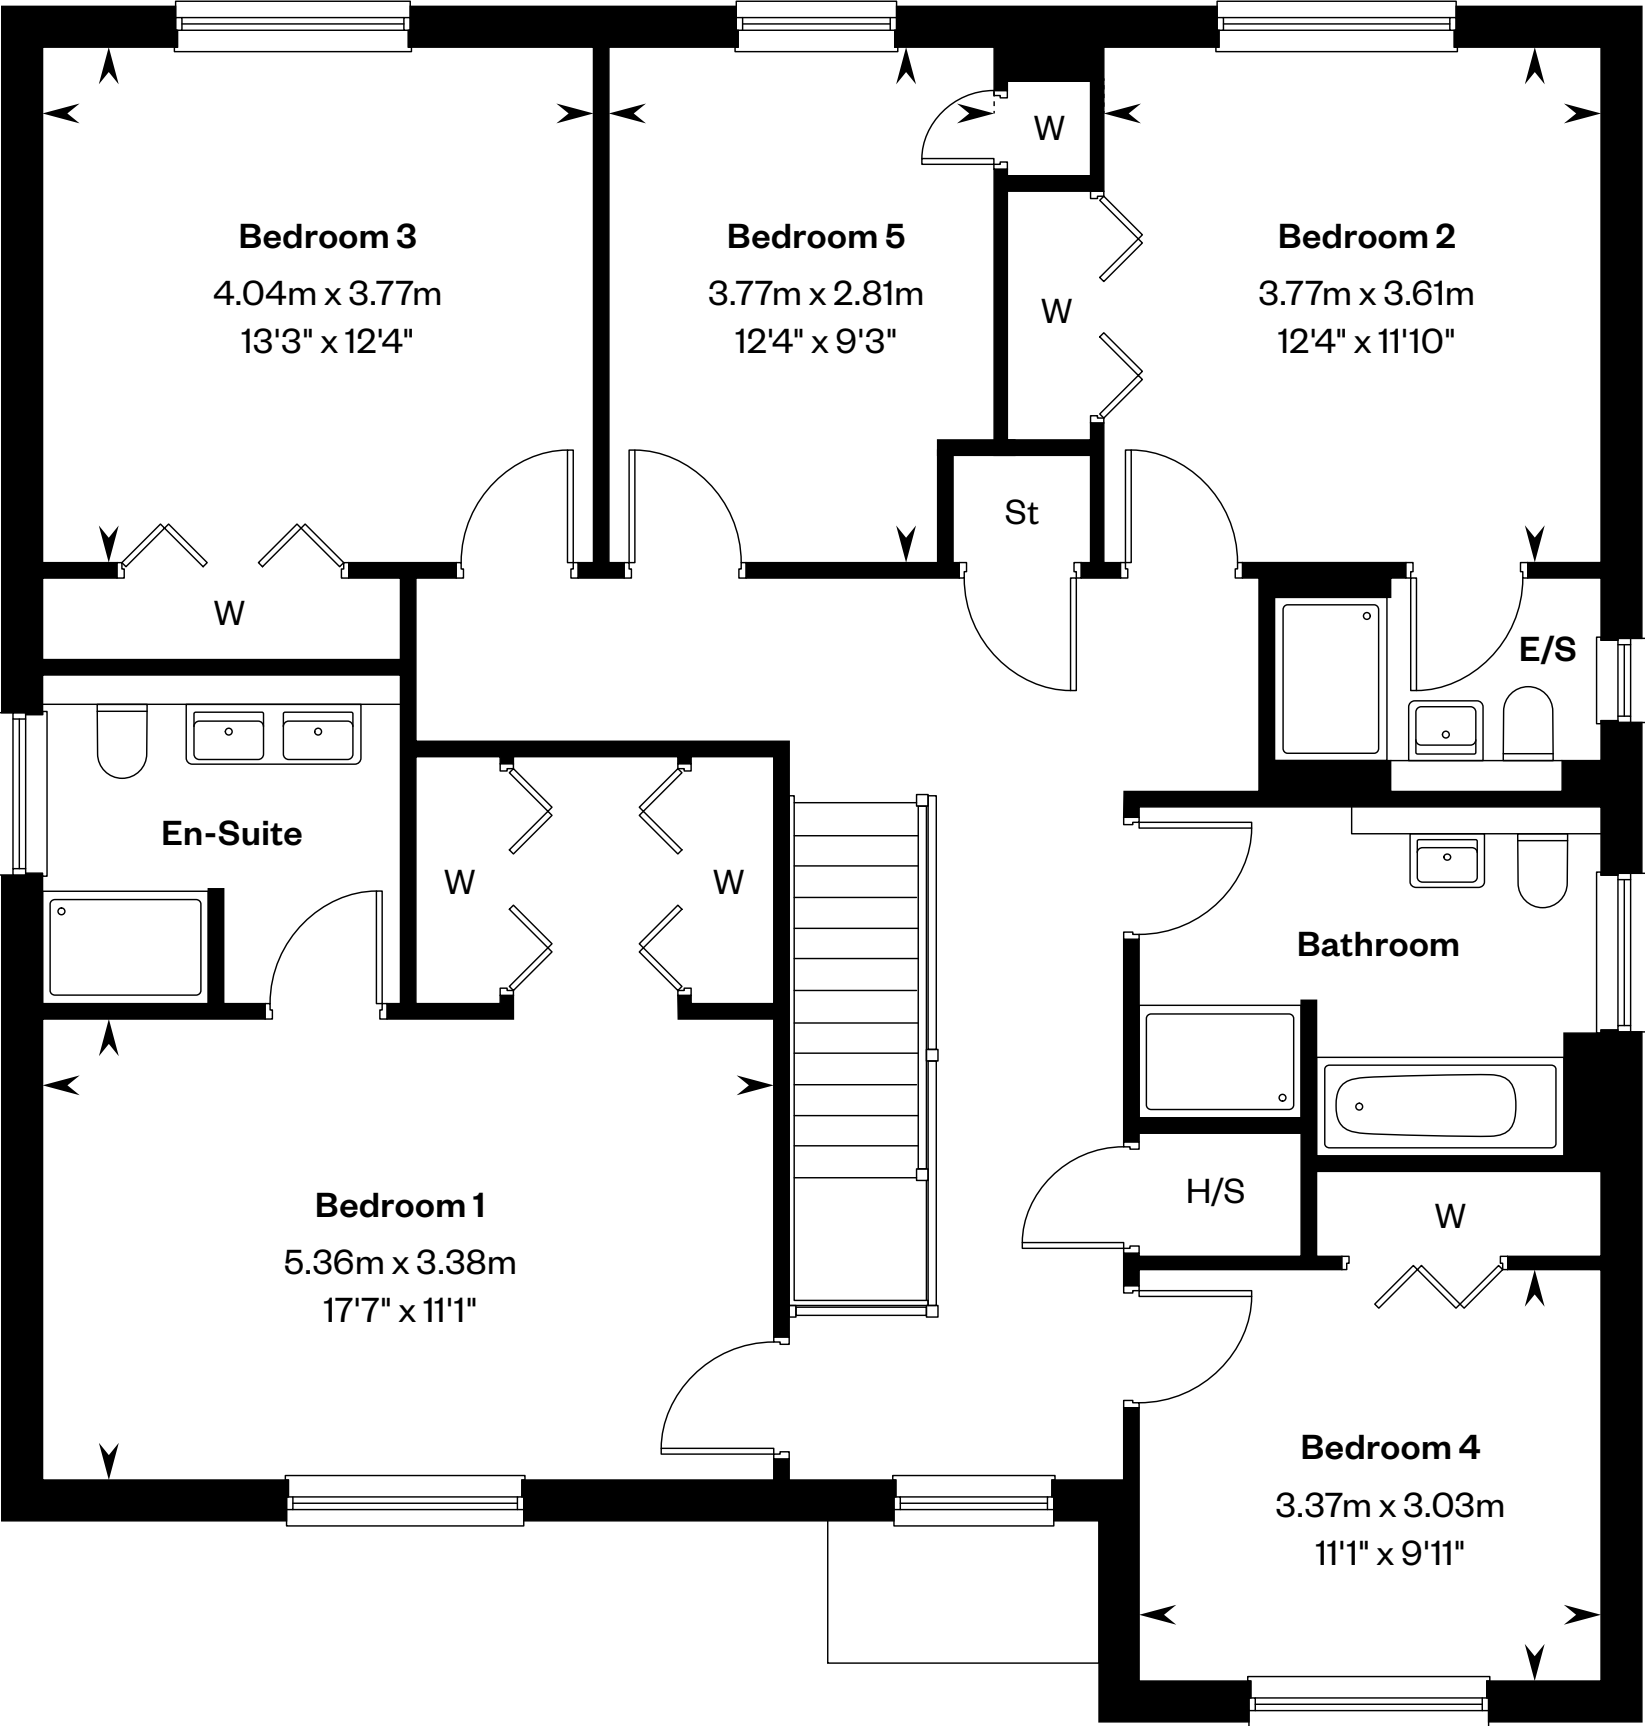 W
Bedroom 3
4.04m x 3.77m
13'3" x 12'4"
Bedroom 5
3.77m x 2.81m
12'4" x 9'3"
Bedroom 2
3.77m x 3.61m
12'4" x 11'10"
W
St
W
E/S
En-Suite
W
W
Bathroom
Bedroom 1
5.36m x 3.38m
17'7" x 11'1"
H/S
W
Bedroom 4
3.37m x 3.03m
11'1" x 9'11"